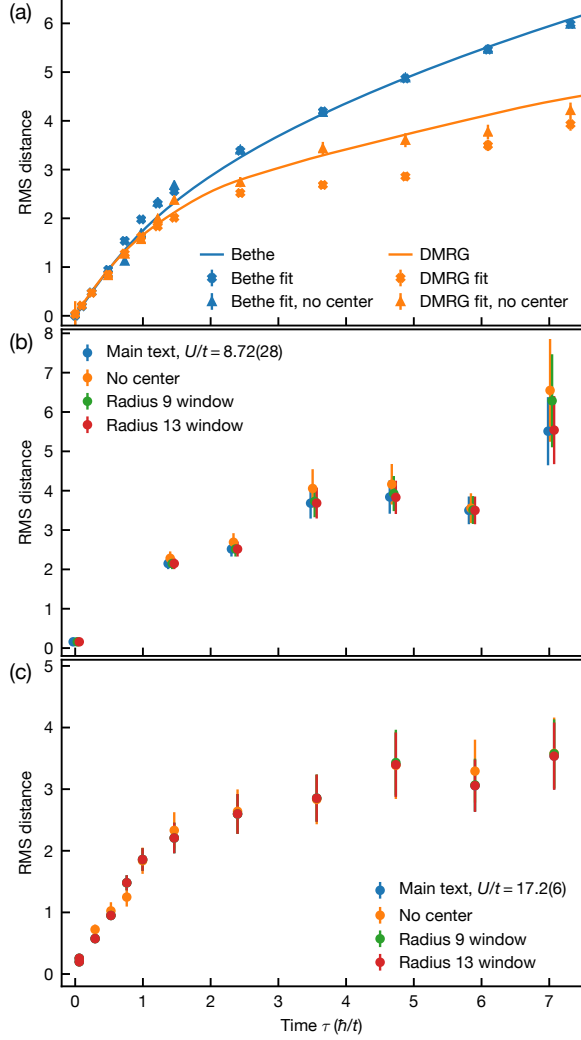 (a)
6
5
4
3
2
1
0
RMS distance
Bethe
Bethe fit
Bethe fit, no center
DMRG
DMRG fit
DMRG fit, no center
(b)
8
7
6
5
4
3
2
1
0
RMS distance
Main text, U/t = 8.72(28)
No center
Radius 9 window
Radius 13 window
(c)
5
4
3
2
1
0
RMS distance
Main text, U/t = 17.2(6)
No center
Radius 9 window
Radius 13 window
0 1 2 3 4 5 6 7
Time τ (ħ/t)